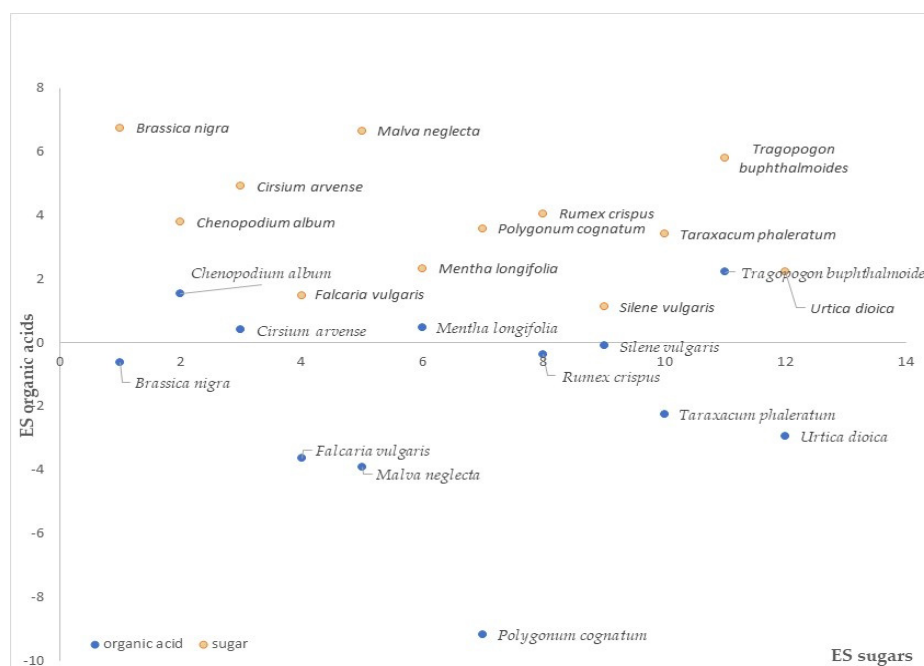 8
Brassica nigra
Malva neglecta
6
Tragopogon
buphthalmoides
Cirsium arvense
4
Chenopodium album
Rumex crispus
Polygonum cognatum
Taraxacum phaleratum
2
Chenopodium album
Mentha longifolia
Tragopogon buphthalmoide
Falcaria vulgaris
Silene vulgaris
Urtica dioica
Cirsium arvense
Mentha longifolia
Silene vulgaris
0
0 2 4 6 8 10 12 14
Brassica nigra
Rumex crispus
ES organic acids
-2
Taraxacum phaleratum
Urtica dioica
Falcaria vulgaris
-4
Malva neglecta
-6
-8
Polygonum cognatum
organic acid sugar
-10
ES sugars